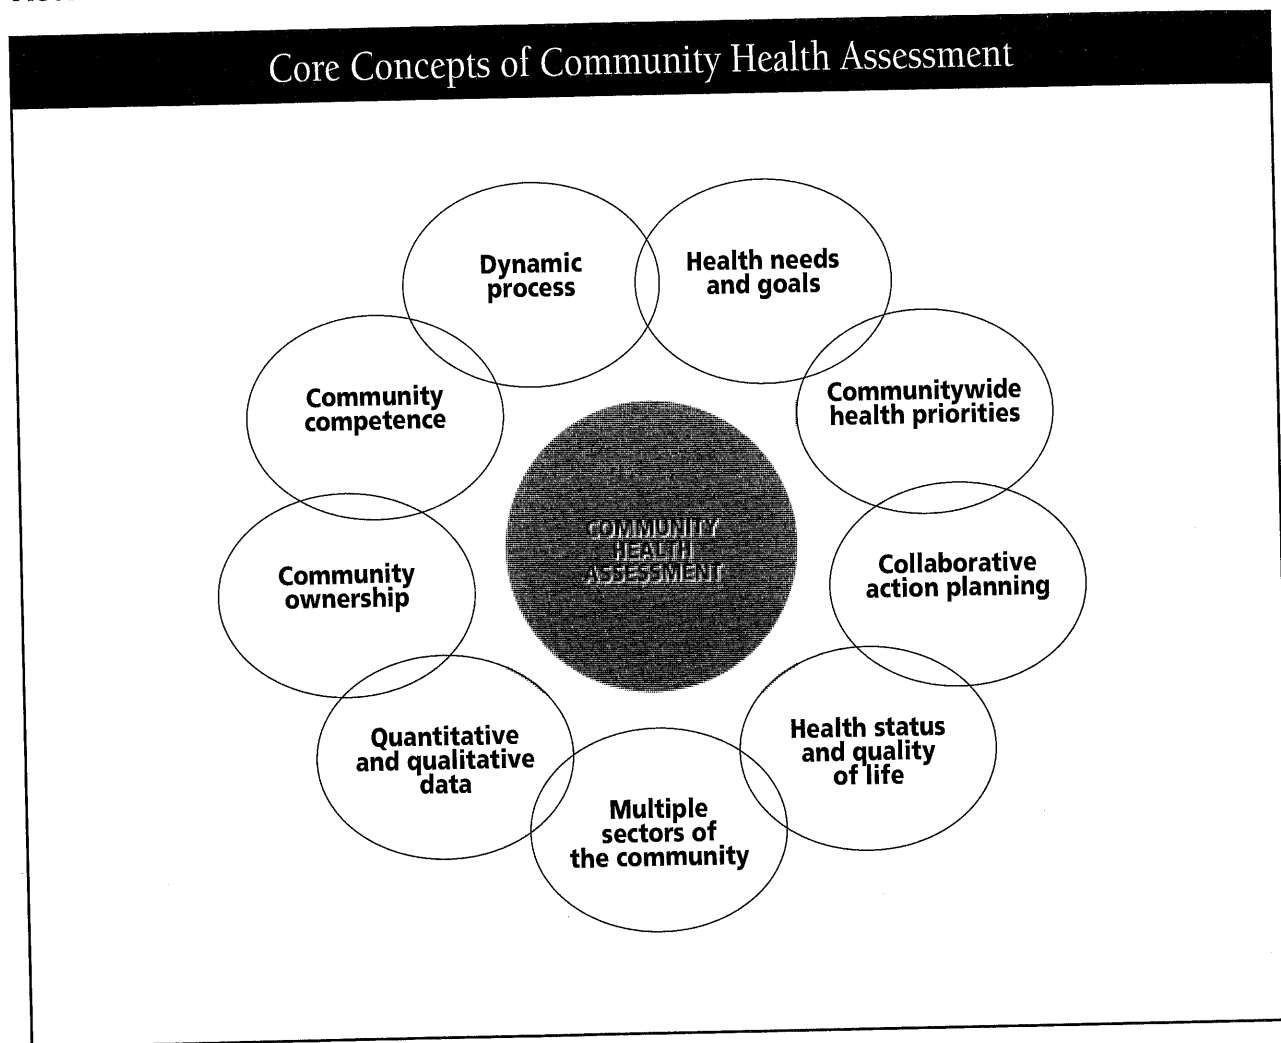 Core Concepts of Community Health Assessment
Dynamic
process
Health needs
and goals
Community
competence
Communitywide
health priorities
COMMUNITY
HEALTH
ASSESSMENT
Community
ownership
Collaborative
action planning
Quantitative
and qualitative
data
Health status
and quality
of life
Multiple
sectors of
the community